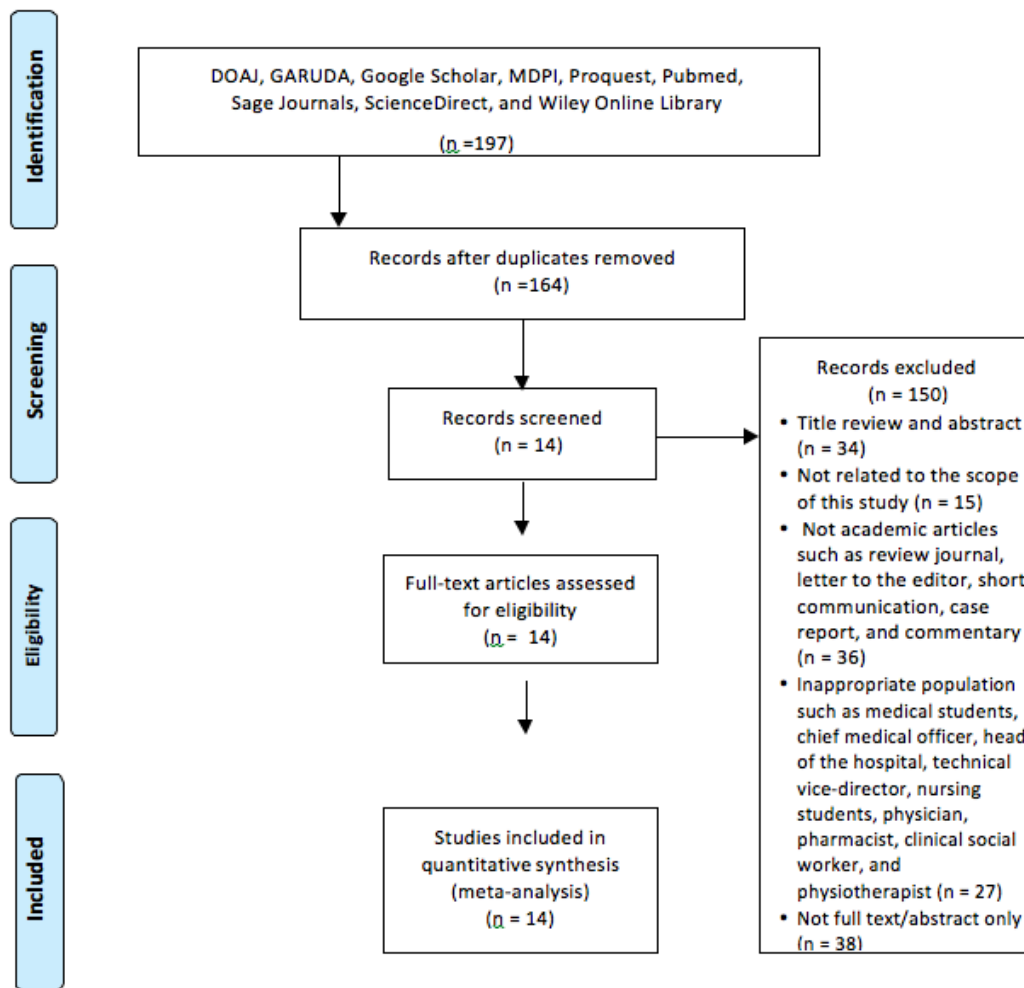 Identification
DOAJ, GARUDA, Google Scholar, MDPI, Proquest, Pubmed,
Sage Journals, ScienceDirect, and Wiley Online Library
(n =197)
Records after duplicates removed
(n =164)
Screening
Records screened
(n = 14)
Records excluded
(n = 150)
• Title review and abstract
(n = 34)
• Not related to the scope
of this study (n = 15)
• Not academic articles
such as review journal,
letter to the editor, short
communication, case
report, and commentary
(n = 36)
• Inappropriate population
such as medical students,
chief medical officer, head
of the hospital, technical
vice-director, nursing
students, physician,
pharmacist, clinical social
worker, and
physiotherapist (n = 27)
• Not full text/abstract only
(n = 38)
Eligibility
Full-text articles assessed
for eligibility
(n = 14)
Included
Studies included in
quantitative synthesis
(meta-analysis)
(n = 14)